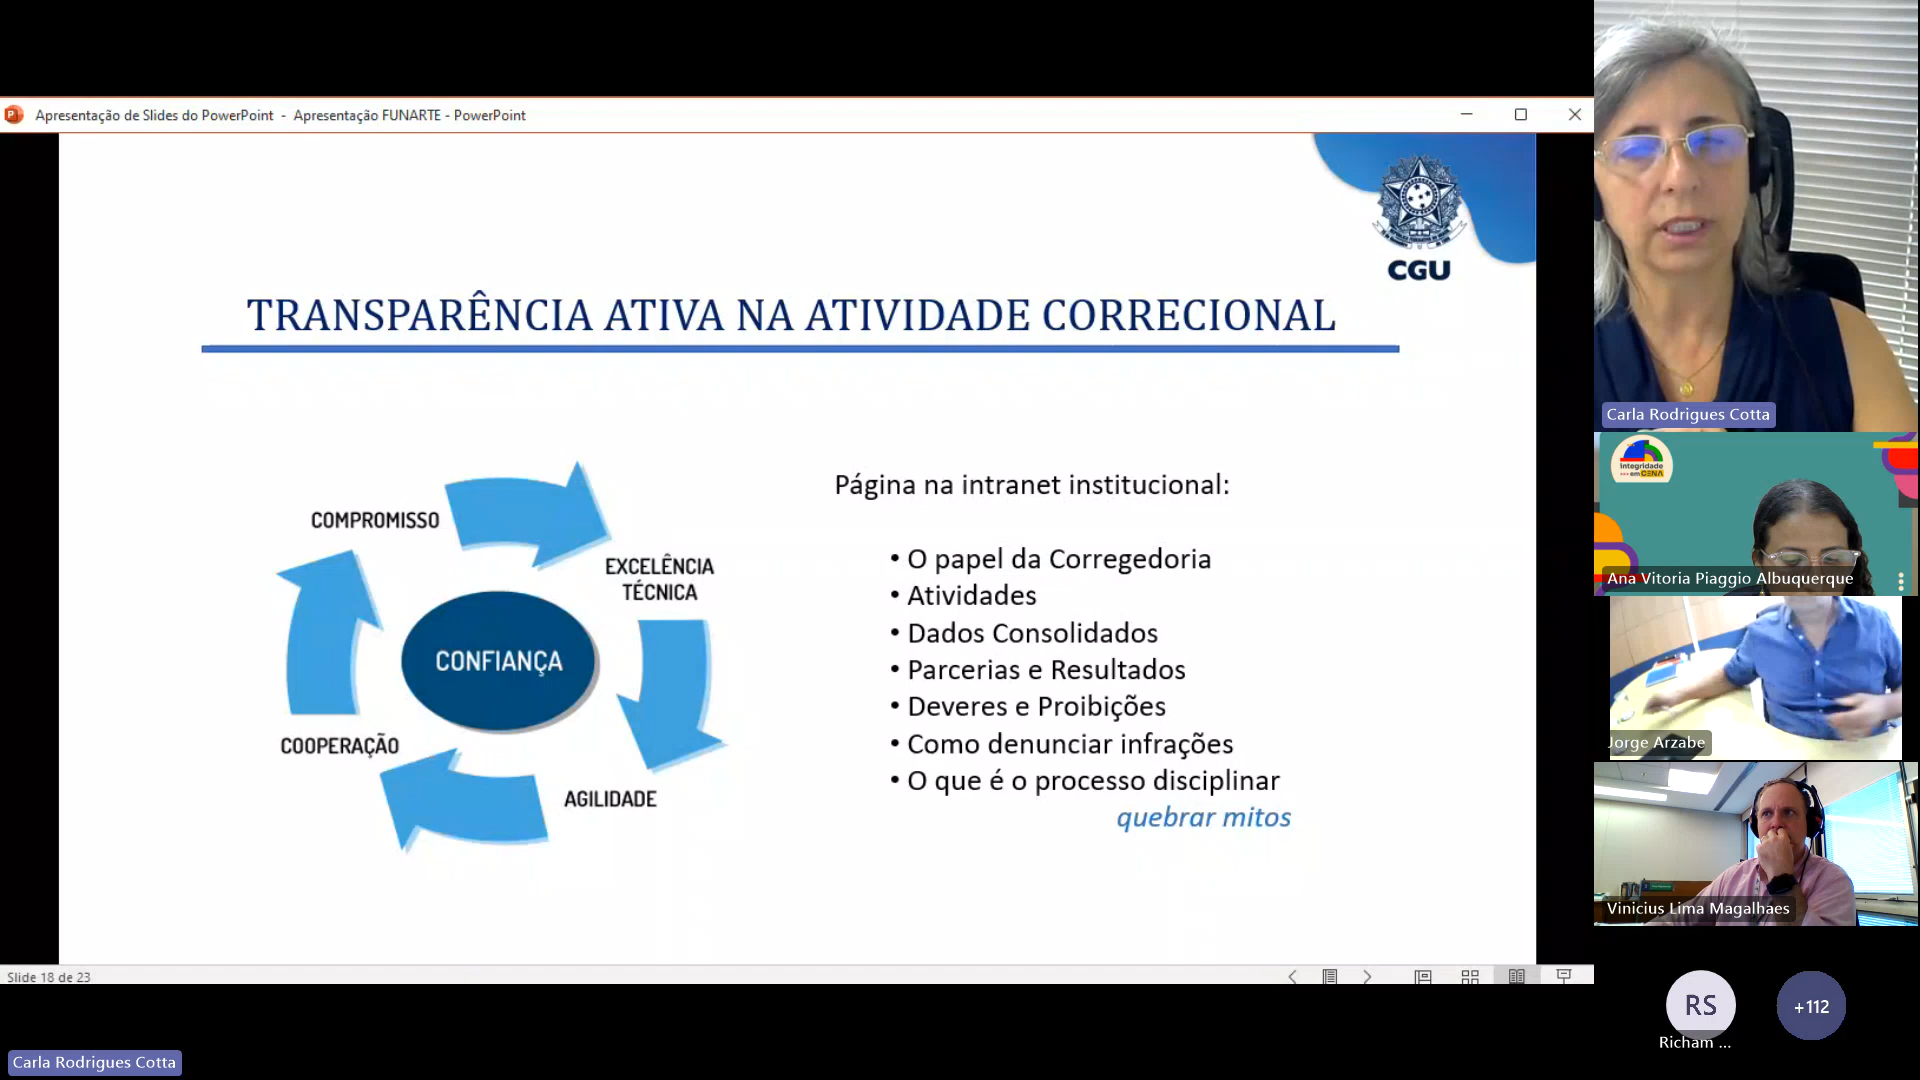 Apresentação de Slides do PowerPoint - Apresentação FUNARTE - PowerPoint
CGU
TRANSPARÊNCIA ATIVA NA ATIVIDADE CORRECIONAL
COMPROMISSO
EXCELÊNCIA
TÉCNICA
CONFIANÇA
COOPERAÇÃO
AGILIDADE
Página na intranet institucional:
• O papel da Corregedoria
• Atividades
• Dados Consolidados
• Parcerias e Resultados
• Deveres e Proibições
• Como denunciar infrações
• O que é o processo disciplinar
quebrar mitos
Slide 18 de 23
Carla Rodrigues Cotta
integridade
em CENA
Ana Vitoria Piaggio Albuquerque
Jorge Arzabe
Vinicius Lima Magalhaes
RS
+112
Richam ...
Carla Rodrigues Cotta